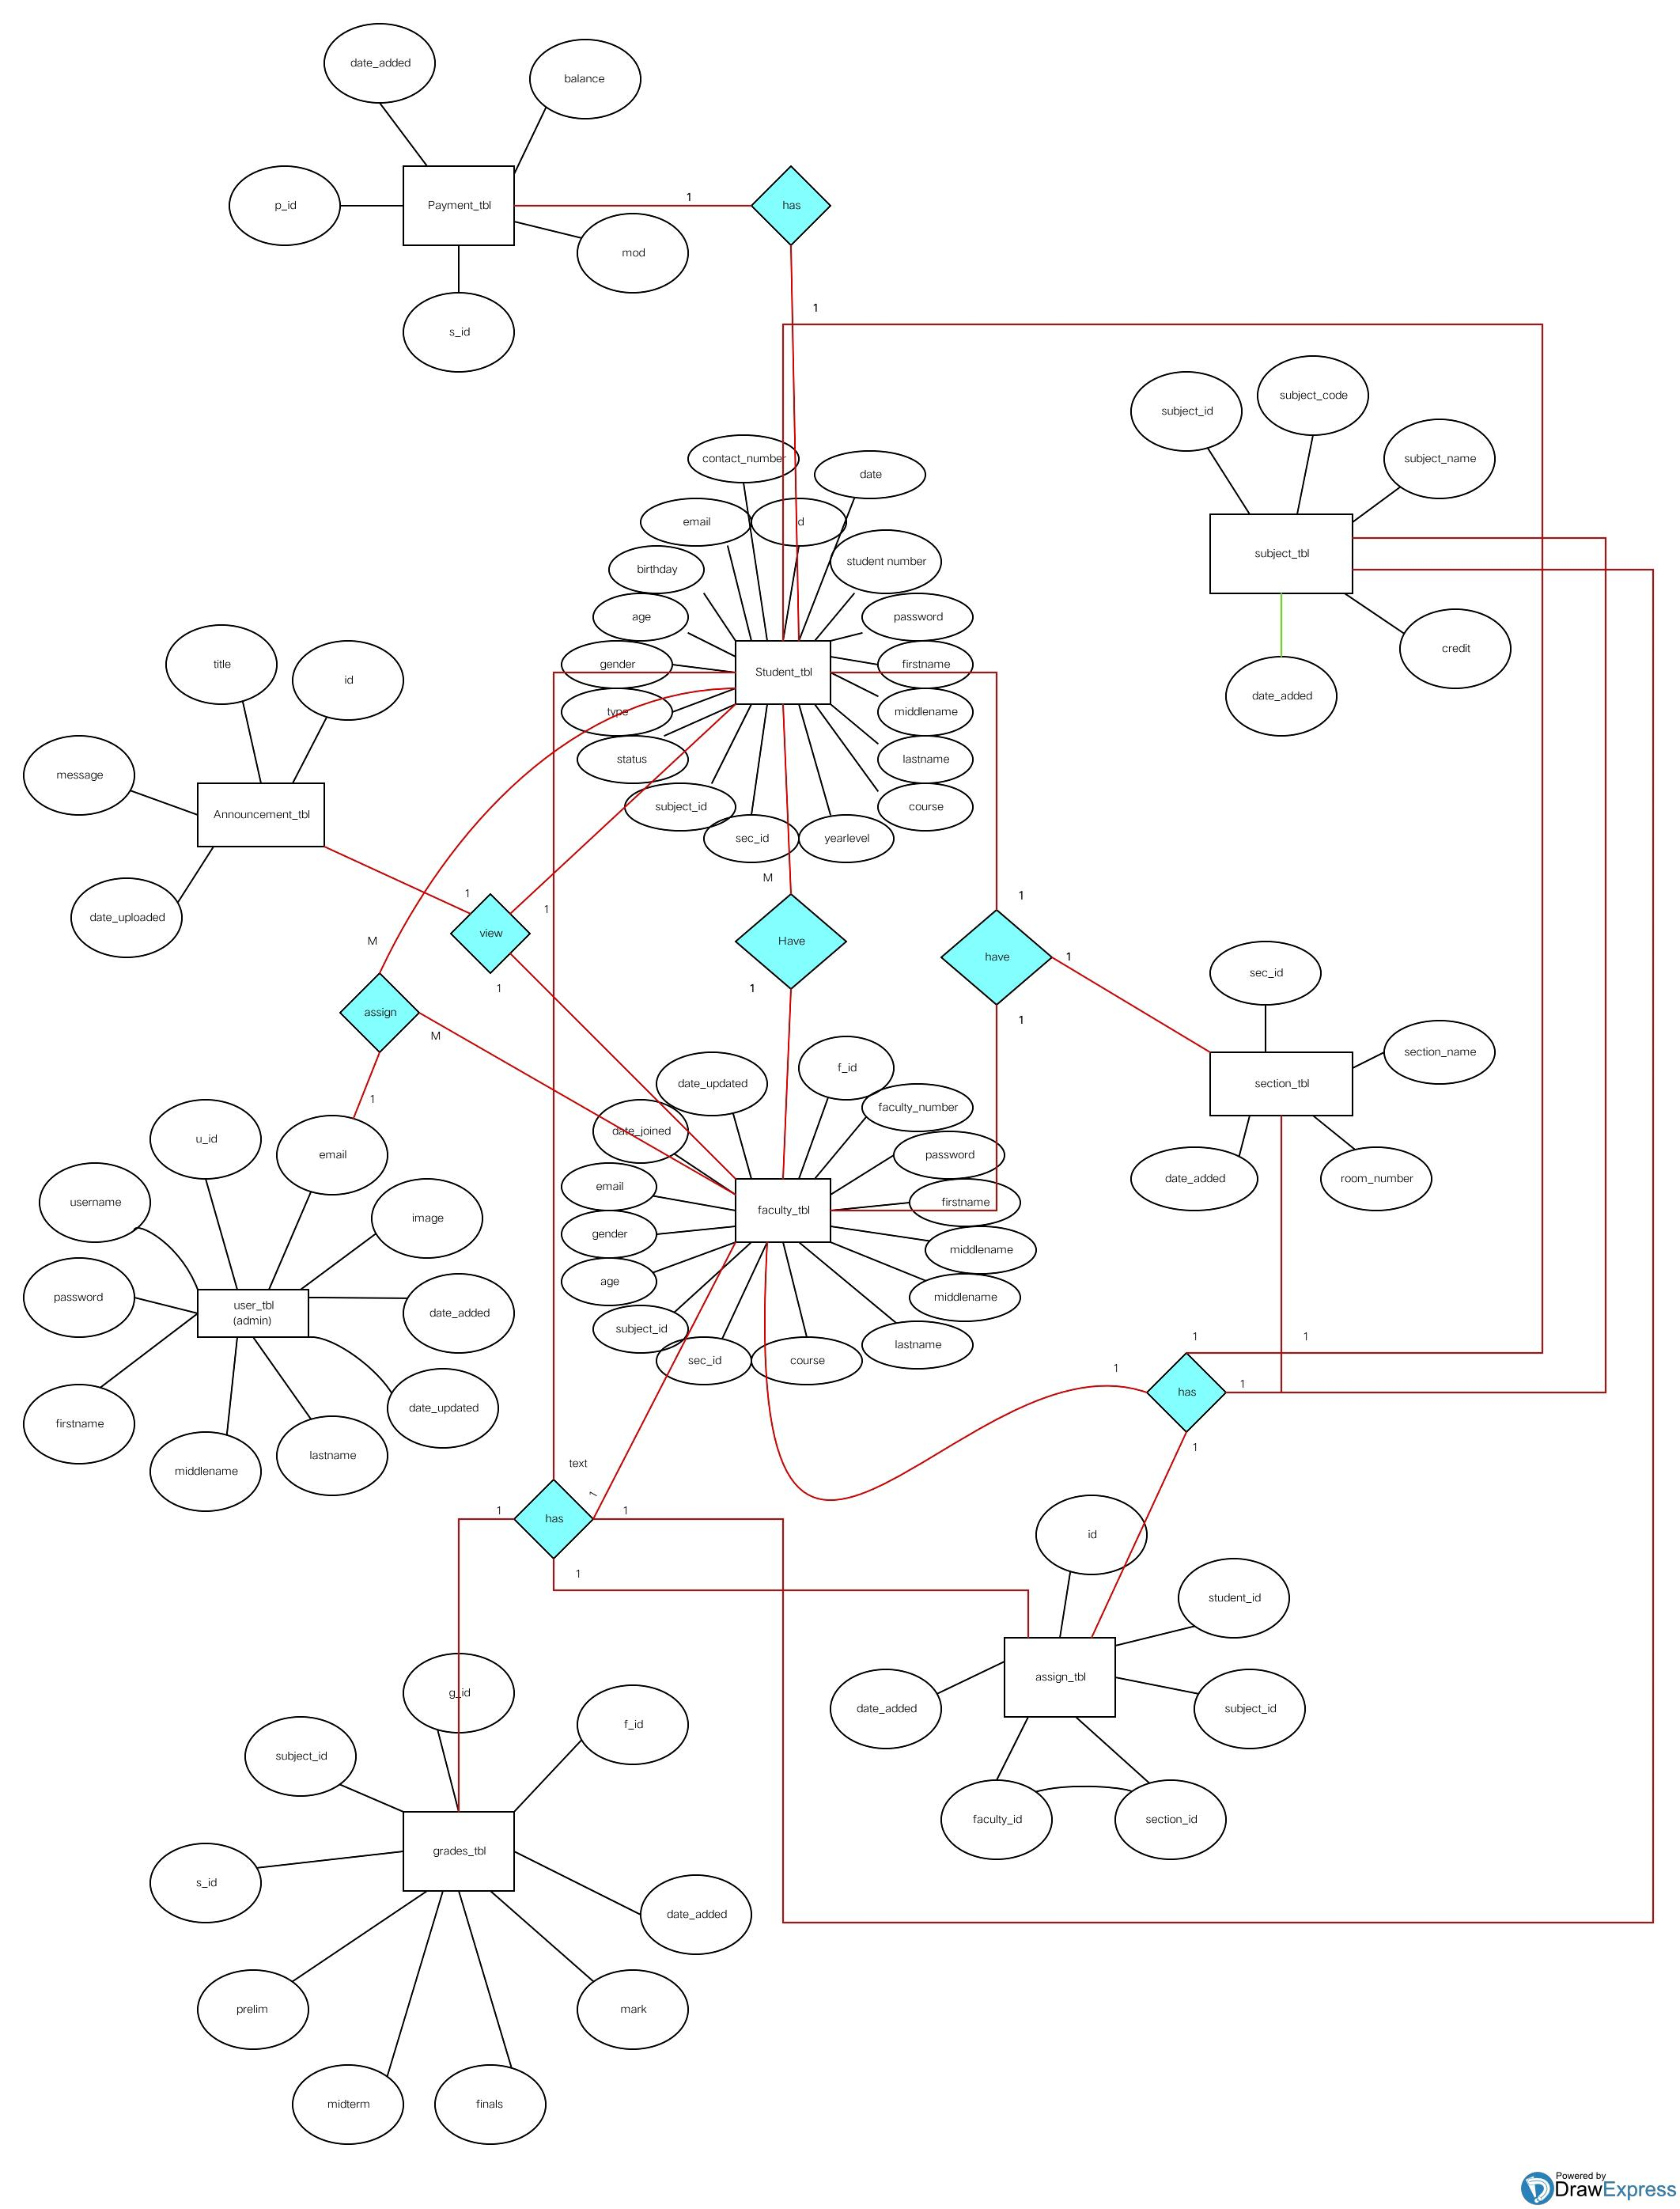 date_added
balance
p_id
Payment_tbl
1
has
mod
s_id
1
subject_id
subject_code
subject_name
subject_tbl
credit
date_added
contact_number
date
email
d
student number
birthday
password
age
gender
Student_tbl
firstname
type
middlename
status
lastname
subject_id
course
sec_id
yearlevel
title
id
message
Announcement_tbl
date_uploaded
1
view
1
1
M
assign
M
1
M
Have
1
1
have
1
1
sec_id
section_name
section_tbl
date_added
room_number
date_updated
f_id
date_joined
faculty_number
password
email
firstname
faculty_tbl
gender
middlename
age
middlename
subject_id
lastname
sec_id
course
u_id
email
username
image
password
user_tbl
(admin)
date_added
firstname
date_updated
middlename
lastname
1
1
1
has
1
1
text
1
1
has
1
1
id
student_id
assign_tbl
date_added
subject_id
faculty_id
section_id
g_id
subject_id
f_id
grades_tbl
s_id
date_added
prelim
mark
midterm
finals
Powered by
DrawExpress